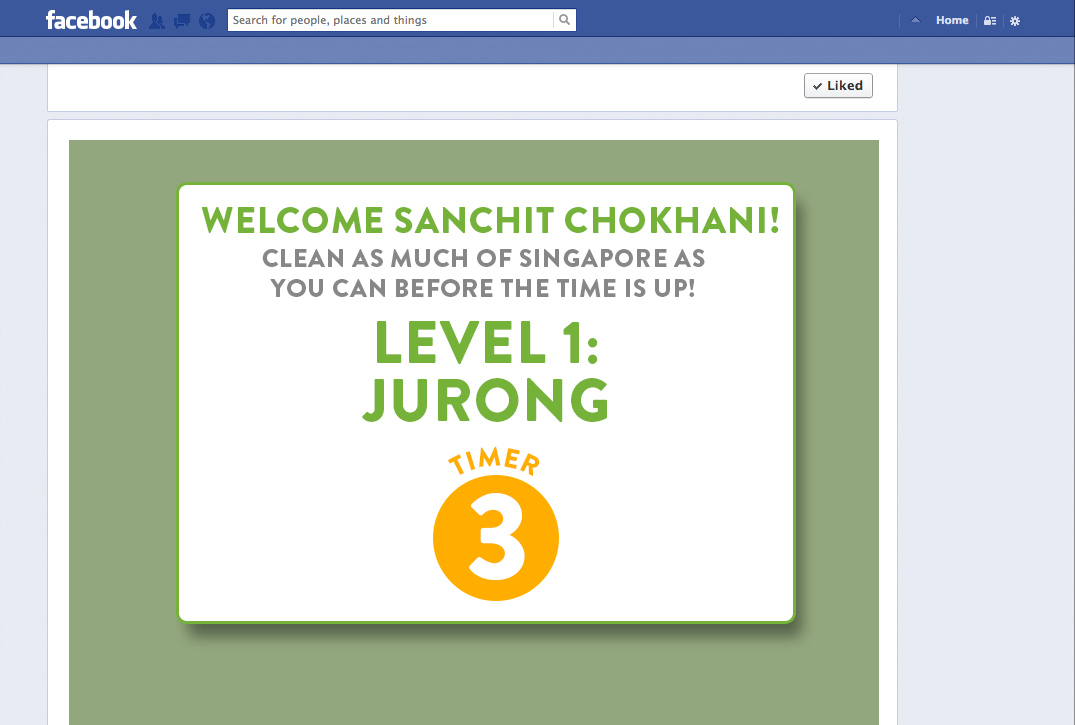 facebook
Search for people, places and things
Home
Liked
WELCOME SANCHIT CHOKHANI!
CLEAN AS MUCH OF SINGAPORE AS
YOU CAN BEFORE THE TIME IS UP!
LEVEL 1:
JURONG
TIMER
3